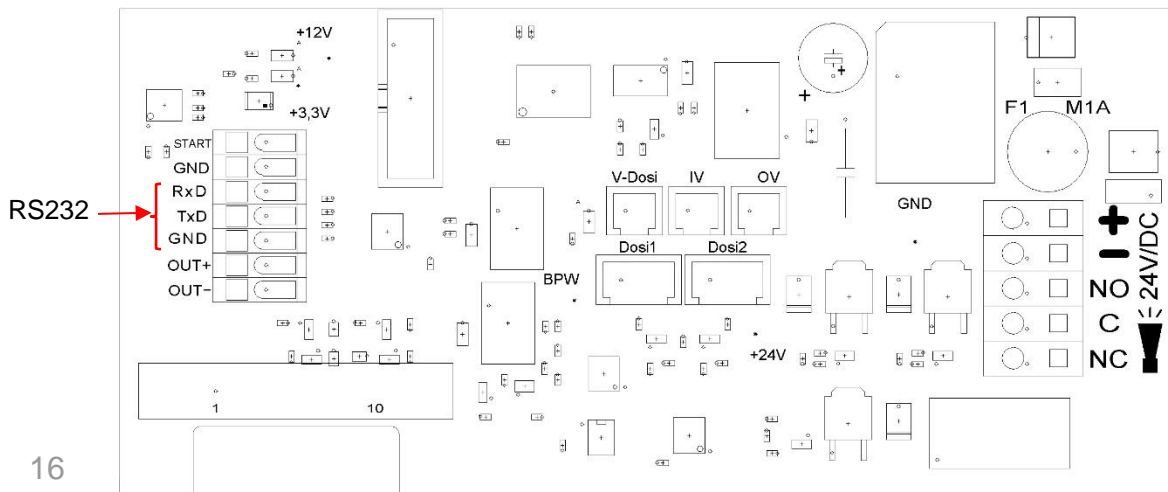 +12V
A
A
+3,3V
START
GND
RxD
TxD
GND
OUT+
OUT−
RS232
V-Dosi IV OV
A
Dosi1 Dosi2
BPW
+24V
+
+
F1 M1A
GND
+
−
NO
C
NC
24V/DC
1 10
16